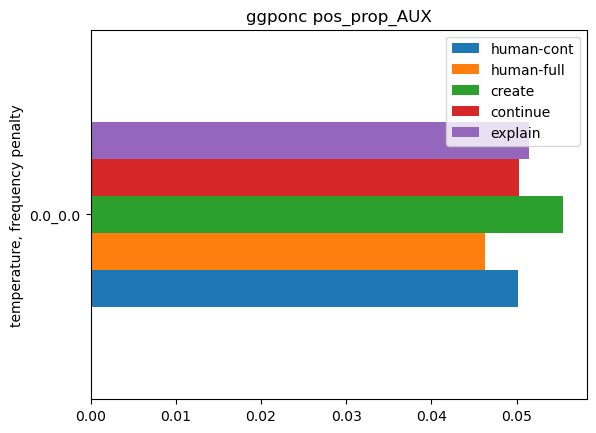 ggponc pos_prop_AUX
human-cont
human-full
create
continue
explain
temperature, frequency penalty
0.0_0.0
0.00 0.01 0.02 0.03 0.04 0.05